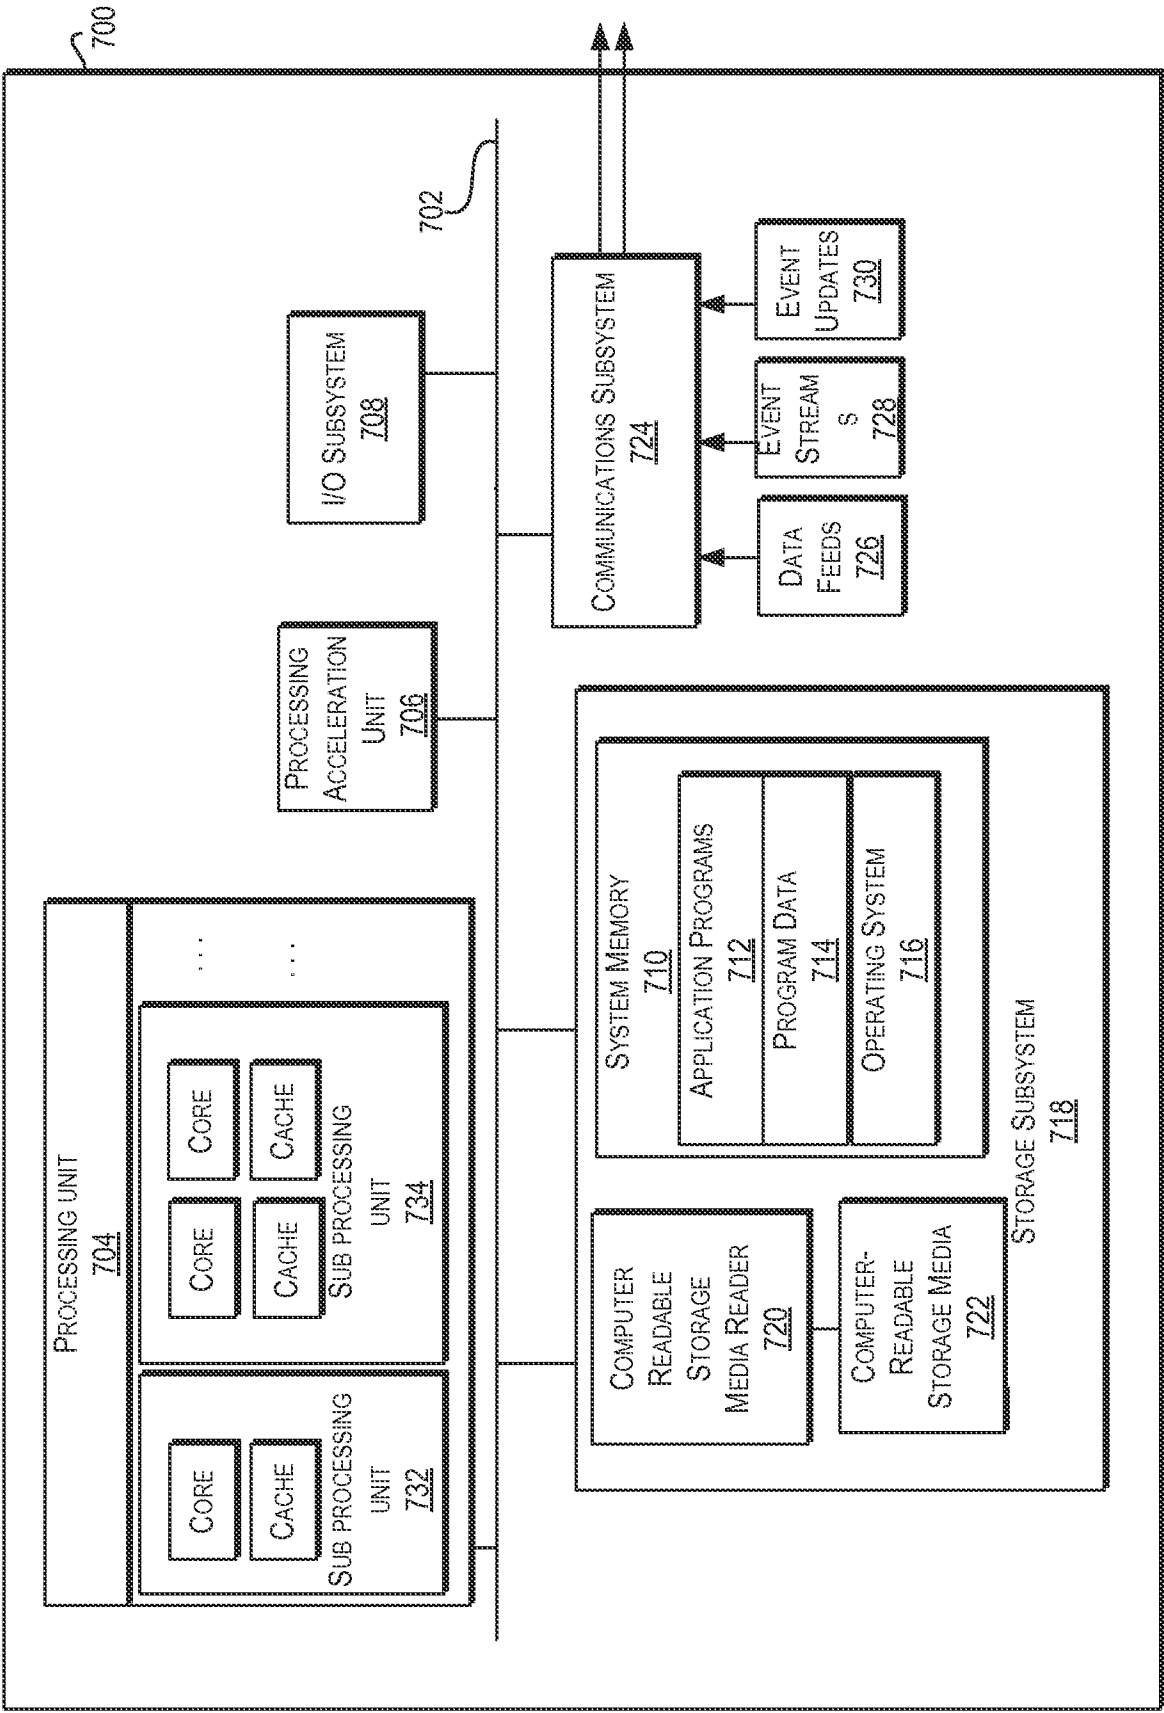 700
PROCESSING UNIT
704
CORE
CACHE
SUB PROCESSING
UNIT
732
CORE
CORE
CACHE
CACHE
SUB PROCESSING
UNIT
734
. . .
. . .
PROCESSING
ACCELERATION
UNIT
706
I/O SUBSYSTEM
708
702
COMPUTER
READABLE
STORAGE
MEDIA READER
720
COMPUTER-
READABLE
STORAGE MEDIA
722
SYSTEM MEMORY
710
APPLICATION PROGRAMS
712
PROGRAM DATA
714
OPERATING SYSTEM
716
STORAGE SUBSYSTEM
718
COMMUNICATIONS SUBSYSTEM
724
DATA
FEEDS
726
EVENT
STREAM
S
728
EVENT
UPDATES
730